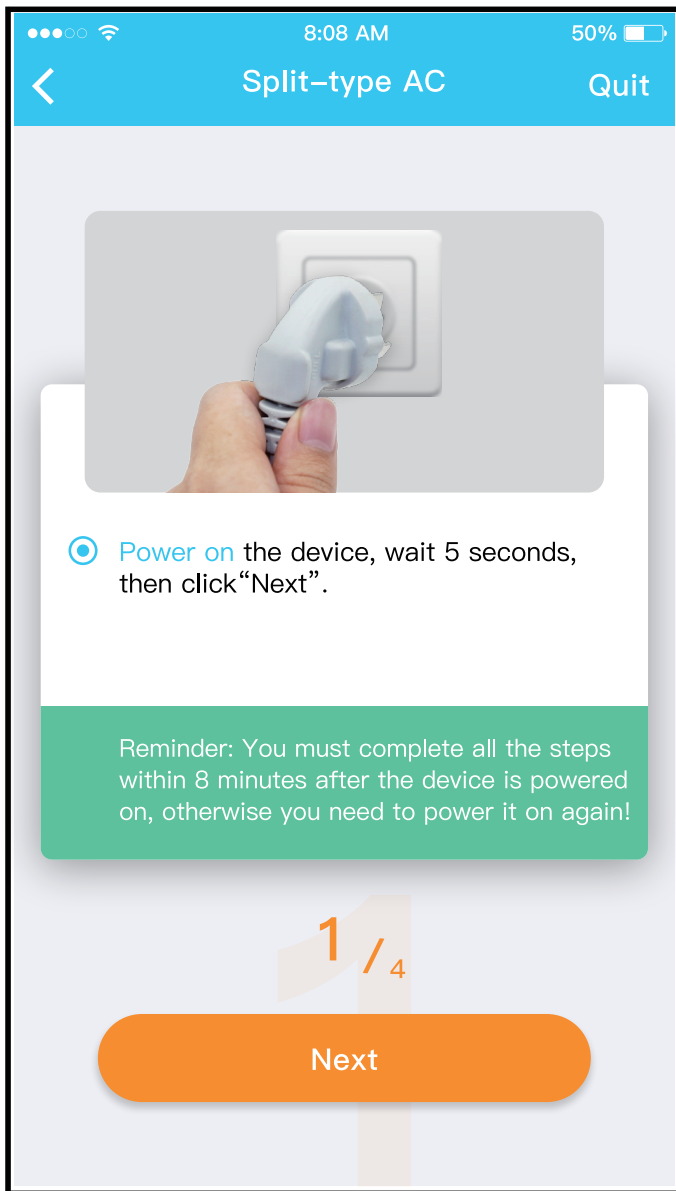 8:08 AM
50%
Split-type AC
Quit
Power on the device, wait 5 seconds,
then click“Next”.
Reminder: You must complete all the steps
within 8 minutes after the device is powered
on, otherwise you need to power it on again!
1
1 / 4
Next